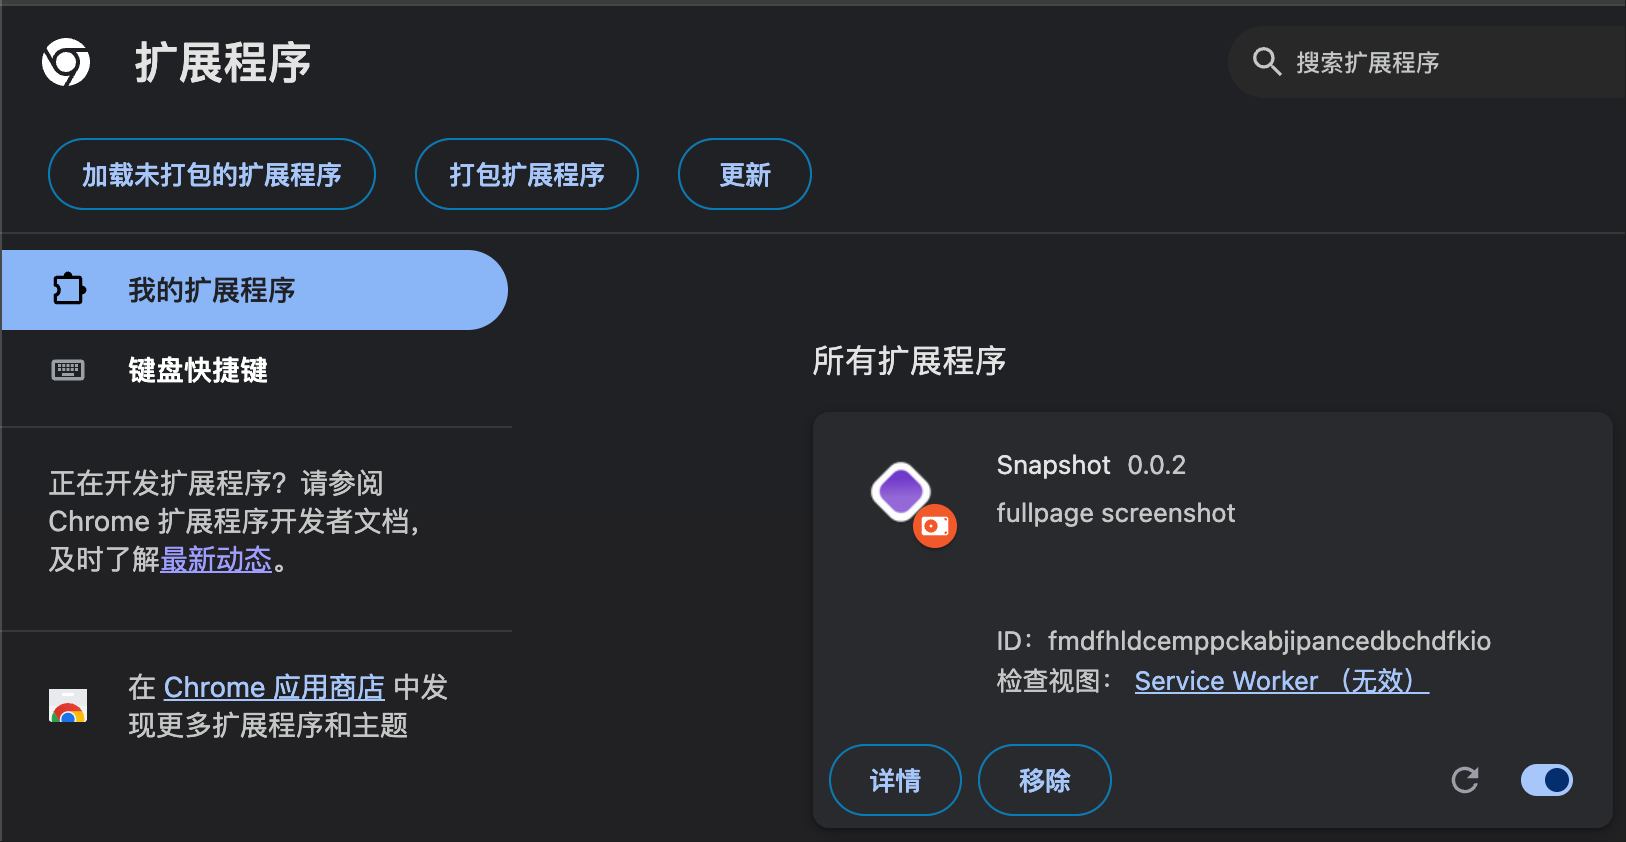 扩展程序
搜索扩展程序
加载未打包的扩展程序
打包扩展程序
更新
我的扩展程序
键盘快捷键
正在开发扩展程序？请参阅
Chrome 扩展程序开发者文档，
及时了解最新动态。
在 Chrome 应用商店 中发
现更多扩展程序和主题
所有扩展程序
Snapshot 0.0.2
fullpage screenshot
ID：fmdfhldcemppckabjipancedbchdfkio
检查视图： Service Worker （无效）
详情
移除